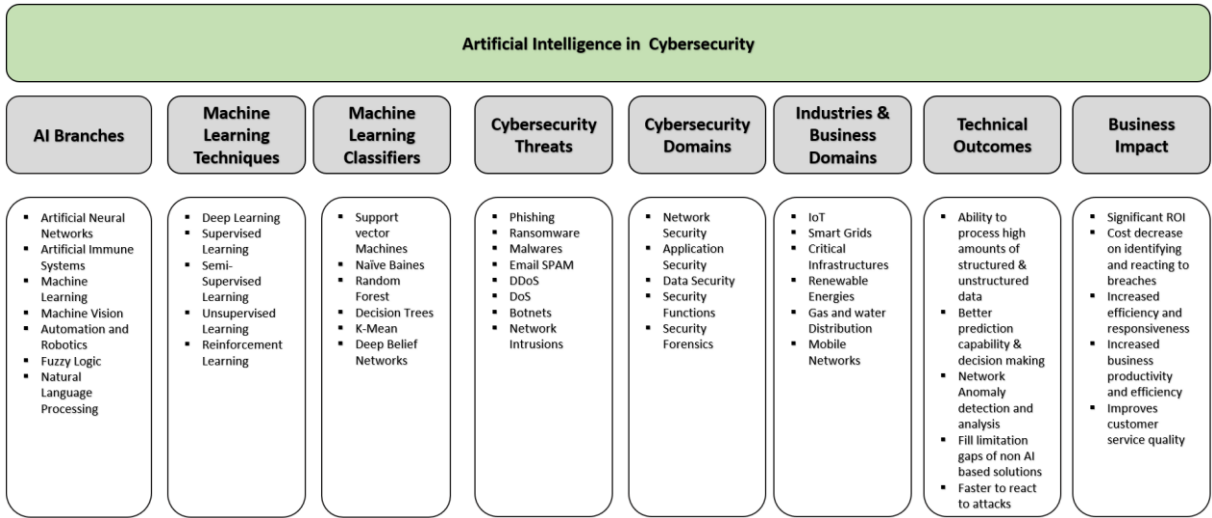 Artificial Intelligence in Cybersecurity
AI Branches
Machine
Learning
Techniques
Machine
Learning
Classifiers
Cybersecurity
Threats
Cybersecurity
Domains
Industries &
Business
Domains
Technical
Outcomes
Business
Impact
▪ Artificial Neural
Networks
▪ Artificial Immune
Systems
▪ Machine
Learning
▪ Machine Vision
▪ Automation and
Robotics
▪ Fuzzy Logic
▪ Natural
Language
Processing
▪ Deep Learning
▪ Supervised
Learning
▪ Semi-
Supervised
Learning
▪ Unsupervised
Learning
▪ Reinforcement
Learning
▪ Support
vector
Machines
▪ Naïve Baines
▪ Random
Forest
▪ Decision Trees
▪ K-Mean
▪ Deep Belief
Networks
▪ Phishing
▪ Ransomware
▪ Malwares
▪ Email SPAM
▪ DDoS
▪ DoS
▪ Botnets
▪ Network
Intrusions
▪ Network
Security
▪ Application
Security
▪ Data Security
▪ Security
Functions
▪ Security
Forensics
▪ IoT
▪ Smart Grids
▪ Critical
Infrastructures
▪ Renewable
Energies
▪ Gas and water
Distribution
▪ Mobile
Networks
▪ Ability to
process high
amounts of
structured &
unstructured
data
▪ Better
prediction
capability &
decision making
▪ Network
Anomaly
detection and
analysis
▪ Fill limitation
gaps of non AI
based solutions
▪ Faster to react
to attacks
▪ Significant ROI
▪ Cost decrease
on identifying
and reacting to
breaches
▪ Increased
efficiency and
responsiveness
▪ Increased
business
productivity
and efficiency
▪ Improves
customer
service quality